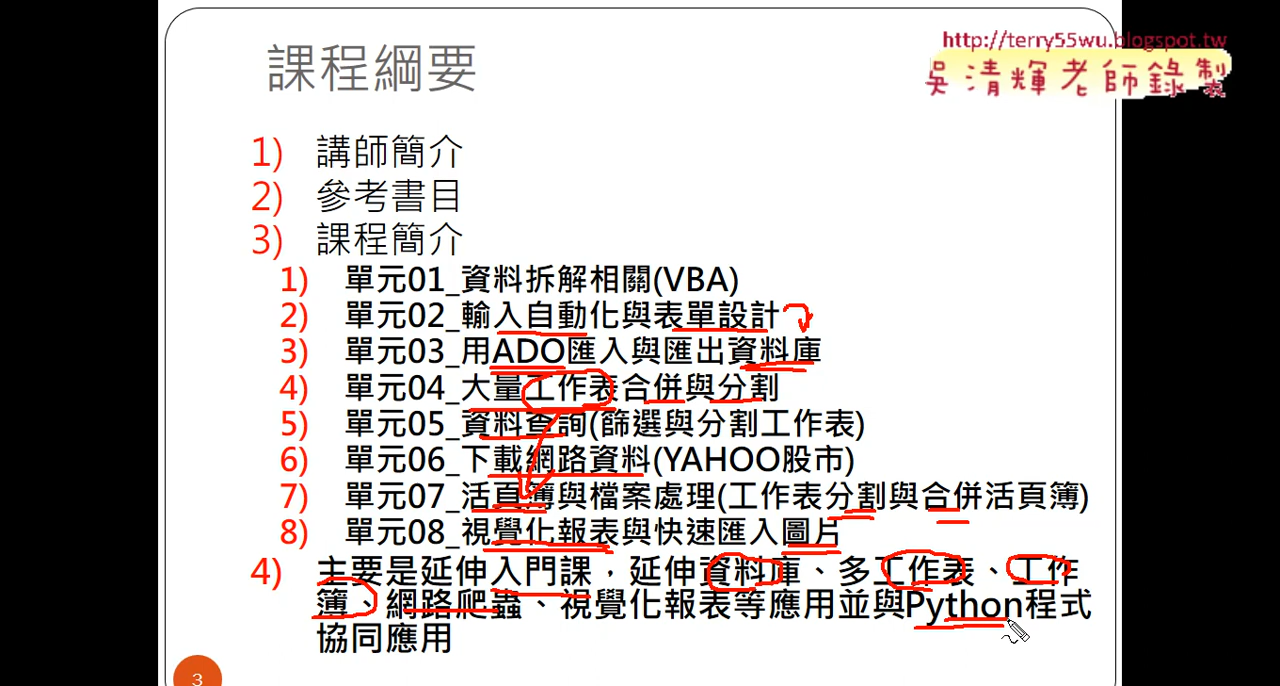 http://terry55wu.blogspot.tw
吳清輝老師錄製
課程綱要
1) 講師簡介
2) 參考書目
3) 課程簡介
1) 單元01_資料拆解相關(VBA)
2) 單元02_輸入自動化與表單設計
3) 單元03_用ADO匯入與匯出資料庫
4) 單元04_大量工作表合併與分割
5) 單元05_資料查詢(篩選與分割工作表)
6) 單元06_下載網路資料(YAHOO股市)
7) 單元07_活頁簿與檔案處理(工作表分割與合併活頁簿)
8) 單元08_視覺化報表與快速匯入圖片
4) 主要是延伸入門課，延伸資料庫、多工作表、工作
簿、網路爬蟲、視覺化報表等應用並與Python程式
協同應用
3